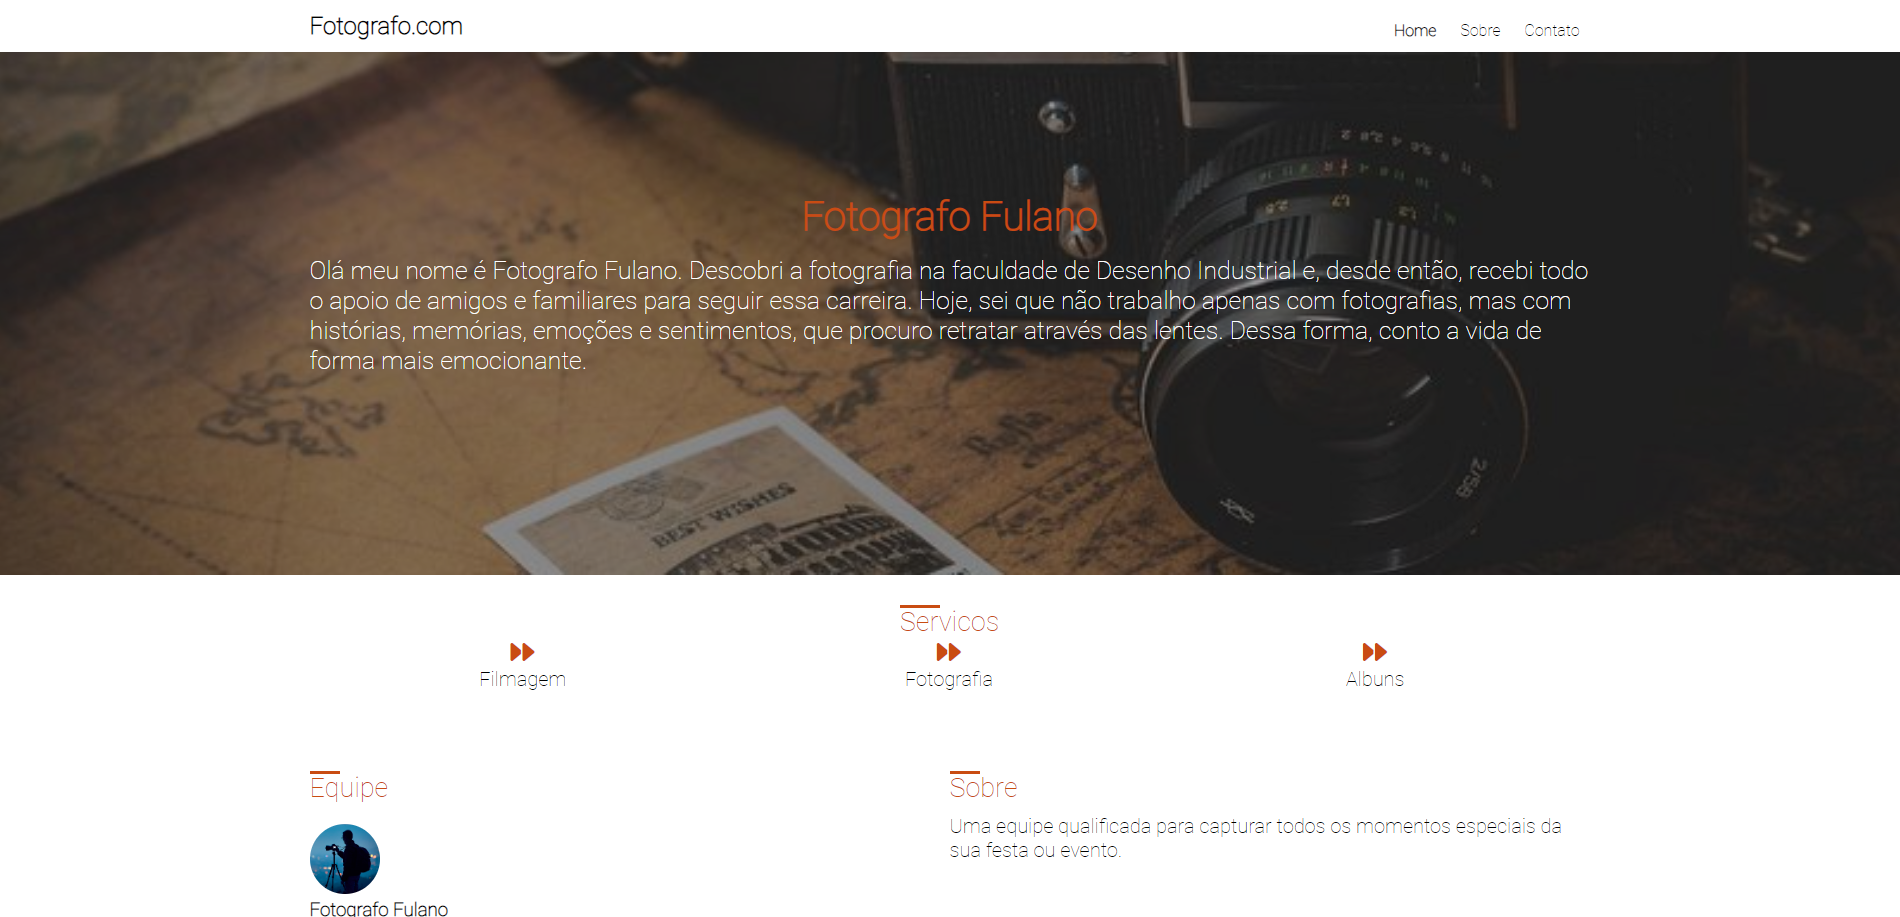 Fotografo.com
Home Sobre Contato
Fotografo Fulano
Olá meu nome é Fotografo Fulano. Descobri a fotografia na faculdade de Desenho Industrial e, desde então, recebi todo
o apoio de amigos e familiares para seguir essa carreira. Hoje, sei que não trabalho apenas com fotografias, mas com
histórias, memórias, emoções e sentimentos, que procuro retratar através das lentes. Dessa forma, conto a vida de
forma mais emocionante.
BEST WISHES
2/58
Servicos
Filmagem
Fotografia
Albuns
Equipe
Fotografo Fulano
Sobre
Uma equipe qualificada para capturar todos os momentos especiais da
sua festa ou evento.